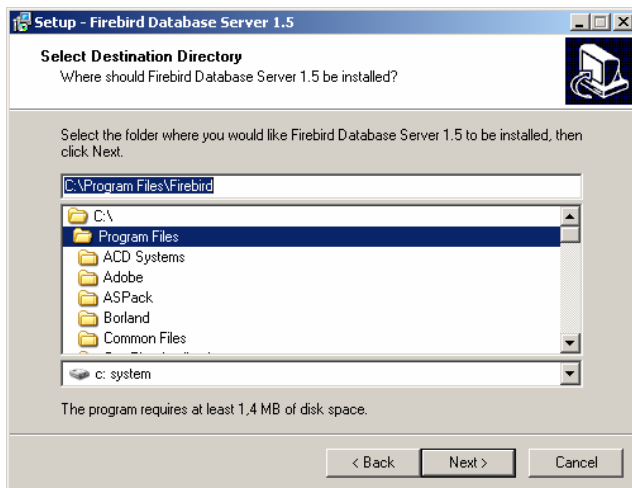 Setup - Firebird Database Server 1.5
Select Destination Directory
Where should Firebird Database Server 1.5 be installed?
Select the folder where you would like Firebird Database Server 1.5 to be installed, then
click Next.
C:\Program Files\Firebird
C:\
Program Files
ACD Systems
Adobe
ASPack
Borland
Common Files
c: system
The program requires at least 1,4 MB of disk space.
< Back
Next >
Cancel